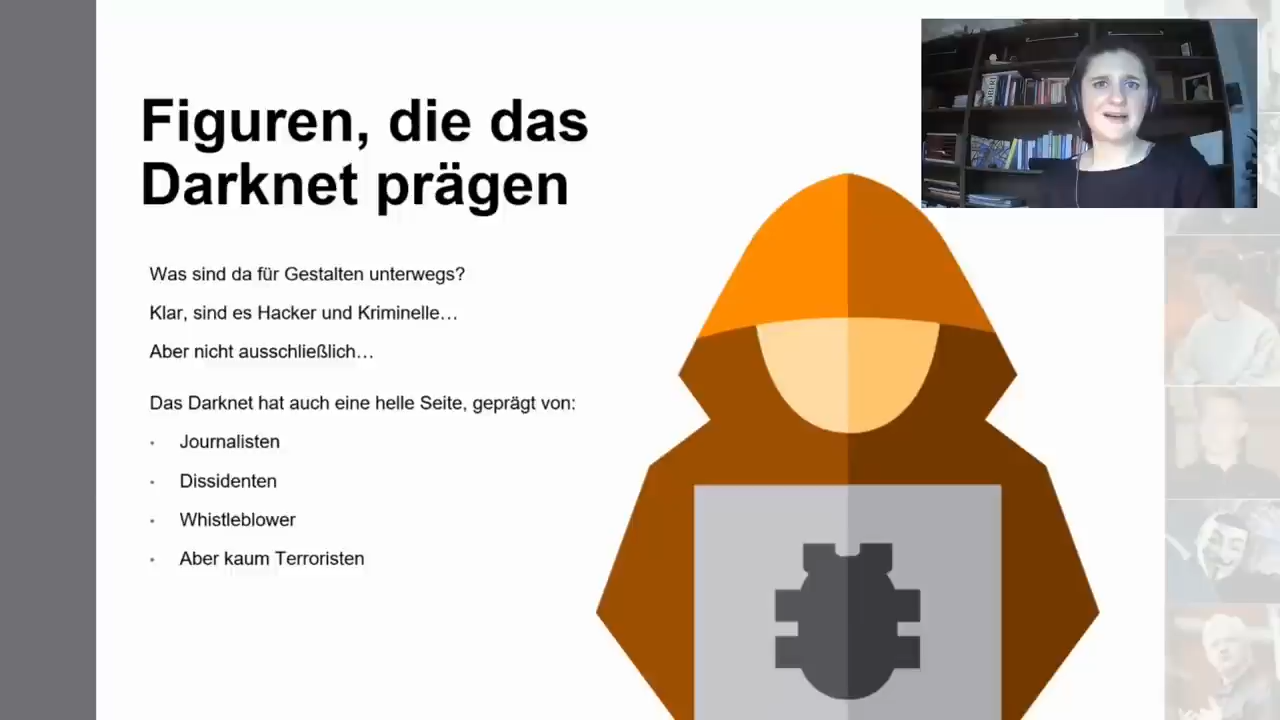 Figuren, die das
Darknet prägen
Was sind da für Gestalten unterwegs?
Klar, sind es Hacker und Kriminelle…
Aber nicht ausschließlich…
Das Darknet hat auch eine helle Seite, geprägt von:
• Journalisten
• Dissidenten
• Whistleblower
• Aber kaum Terroristen